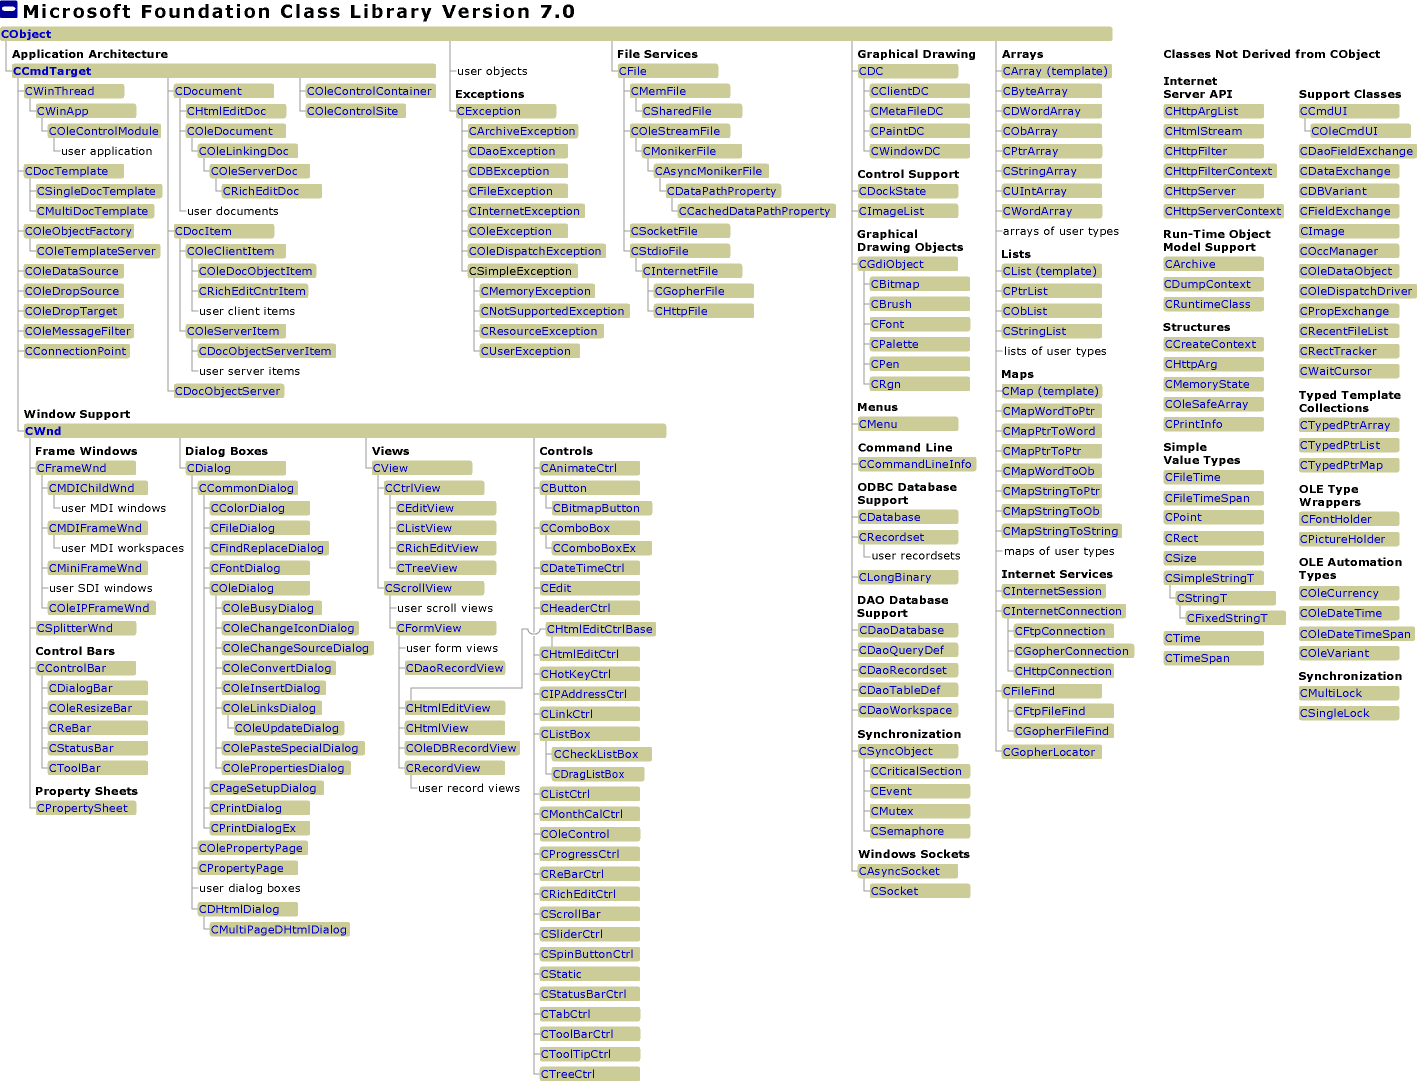 Microsoft Foundation Class Library Version 7.0
CObject
Application Architecture
CCmdTarget
CWinThread
CWinApp
COleControlModule
user application
CDocTemplate
CSingleDocTemplate
CMultiDocTemplate
COleObjectFactory
COleTemplateServer
COleDataSource
COleDropSource
COleDropTarget
COleMessageFilter
CConnectionPoint
CDocument
CHtmlEditDoc
COleDocument
COleLinkingDoc
COleServerDoc
CRichEditDoc
user documents
CDocItem
COleClientItem
COleDocObjectItem
CRichEditCntrItem
user client items
COleServerItem
CDocObjectServerItem
user server items
CDocObjectServer
COleControlContainer
COleControlSite
Window Support
CWnd
Frame Windows
CFrameWnd
CMDIChildWnd
user MDI windows
CMDIFrameWnd
user MDI workspaces
CMiniFrameWnd
user SDI windows
COleIPFrameWnd
CSplitterWnd
Control Bars
CControlBar
CDialogBar
COleResizeBar
CReBar
CStatusBar
CToolBar
Property Sheets
CPropertySheet
Dialog Boxes
CDialog
CCommonDialog
CColorDialog
CFileDialog
CFindReplaceDialog
CFontDialog
COleDialog
COleBusyDialog
COleChangeIconDialog
COleChangeSourceDialog
COleConvertDialog
COleInsertDialog
COleLinksDialog
COleUpdateDialog
COlePasteSpecialDialog
COlePropertiesDialog
CPageSetupDialog
CPrintDialog
CPrintDialogEx
COlePropertyPage
CPropertyPage
user dialog boxes
CDHtmlDialog
CMultiPageDHtmlDialog
Views
CView
CCtrlView
CEditView
CListView
CRichEditView
CTreeView
CScrollView
user scroll views
CFormView
user form views
CDaoRecordView
CHtmlEditView
CHtmlView
COleDBRecordView
CRecordView
user record views
Controls
CAnimateCtrl
CButton
CBitmapButton
CComboBox
CComboBoxEx
CDateTimeCtrl
CEdit
CHeaderCtrl
CHtmlEditCtrlBase
CHtmlEditCtrl
CHotKeyCtrl
CIPAddressCtrl
CLinkCtrl
CListBox
CCheckListBox
CDragListBox
CListCtrl
CMonthCalCtrl
COleControl
CProgressCtrl
CReBarCtrl
CRichEditCtrl
CScrollBar
CSliderCtrl
CSpinButtonCtrl
CStatic
CStatusBarCtrl
CTabCtrl
CToolBarCtrl
CToolTipCtrl
CTreeCtrl
user objects
Exceptions
CException
CArchiveException
CDaoException
CDBException
CFileException
CInternetException
COleException
COleDispatchException
CSimpleException
CMemoryException
CNotSupportedException
CResourceException
CUserException
File Services
CFile
CMemFile
CSharedFile
COleStreamFile
CMonikerFile
CAsyncMonikerFile
CDataPathProperty
CCachedDataPathProperty
CSocketFile
CStdioFile
CInternetFile
CGopherFile
CHttpFile
Graphical Drawing
CDC
CClientDC
CMetaFileDC
CPaintDC
CWindowDC
Control Support
CDockState
CImageList
Graphical
Drawing Objects
CGdiObject
CBitmap
CBrush
CFont
CPalette
CPen
CRgn
Menus
CMenu
Command Line
CCommandLineInfo
ODBC Database
Support
CDatabase
CRecordset
user recordsets
CLongBinary
DAO Database
Support
CDaoDatabase
CDaoQueryDef
CDaoRecordset
CDaoTableDef
CDaoWorkspace
Synchronization
CSyncObject
CCriticalSection
CEvent
CMutex
CSemaphore
Windows Sockets
CAsyncSocket
CSocket
Arrays
CArray (template)
CByteArray
CDWordArray
CObArray
CPtrArray
CStringArray
CUIntArray
CWordArray
arrays of user types
Lists
CList (template)
CPtrList
CObList
CStringList
lists of user types
Maps
CMap (template)
CMapWordToPtr
CMapPtrToWord
CMapPtrToPtr
CMapWordToOb
CMapStringToPtr
CMapStringToOb
CMapStringToString
maps of user types
Internet Services
CInternetSession
CInternetConnection
CFtpConnection
CGopherConnection
CHttpConnection
CFileFind
CFtpFileFind
CGopherFileFind
CGopherLocator
Classes Not Derived from CObject
Internet
Server API
CHttpArgList
CHtmlStream
CHttpFilter
CHttpFilterContext
CHttpServer
CHttpServerContext
Run-Time Object
Model Support
CArchive
CDumpContext
CRuntimeClass
Structures
CCreateContext
CHttpArg
CMemoryState
COleSafeArray
CPrintInfo
Simple
Value Types
CFileTime
CFileTimeSpan
CPoint
CRect
CSize
CSimpleStringT
CStringT
CFixedStringT
CTime
CTimeSpan
Support Classes
CCmdUI
COleCmdUI
CDaoFieldExchange
CDataExchange
CDBVariant
CFieldExchange
CImage
COccManager
COleDataObject
COleDispatchDriver
CPropExchange
CRecentFileList
CRectTracker
CWaitCursor
Typed Template
Collections
CTypedPtrArray
CTypedPtrList
CTypedPtrMap
OLE Type
Wrappers
CFontHolder
CPictureHolder
OLE Automation
Types
COleCurrency
COleDateTime
COleDateTimeSpan
COleVariant
Synchronization
CMultiLock
CSingleLock